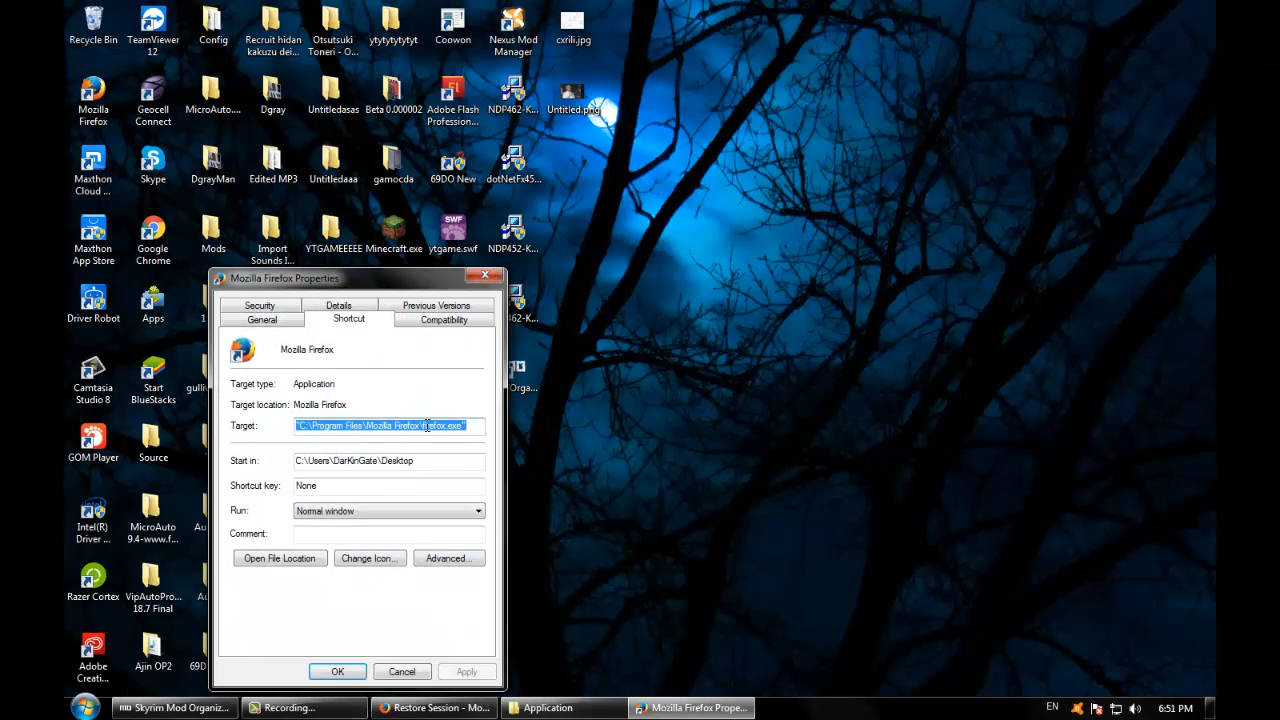 Recycle Bin
TeamViewer 12
Config
Recruit hidan kakuzu dei...
Otsutsuki Toneri - O...
ytytytytytyt
Coowon
Nexus Mod Manager
cxrili.jpg
Mozilla Firefox
Geocell Connect
MicroAuto....
Dgray
Untitledasas
Beta 0.000002
Adobe Flash Profession...
NDP462-K...
Untitled.png
Maxthon Cloud ...
Skype
DgrayMan
Edited MP3
Untitledaaa
gamocda
69DO New
dotNetFx45...
Maxthon App Store
Google Chrome
Mods
Import Sounds I...
YTGAMEEEEE
Minecraft.exe
SWF
ytgame.swf
NDP452-K...
Mozilla Firefox Properties
Security
Details
Previous Versions
General
Shortcut
Compatibility
Driver Robot
Apps
Mozilla Firefox
Target type:
Application
Camtasia Studio 8
Start BlueStacks
Target location:
Mozilla Firefox
Target:
"C:\Program Files\Mozilla Firefox\firefox.exe"
GOM Player
Source
Start in:
C:\Users\DarKinGate\Desktop
Shortcut key:
None
Run:
Normal window
Intel(R) Driver ...
MicroAuto 9.4-www.f...
Comment:
Open File Location
Change Icon...
Advanced...
Razer Cortex
VipAutoPro... 18.7 Final
Adobe Creati...
Ajin OP2
OK
Cancel
Apply
Skyrim Mod Organiz...
Recording...
Restore Session - Mo...
Application
Mozilla Firefox Prope...
EN
6:51 PM